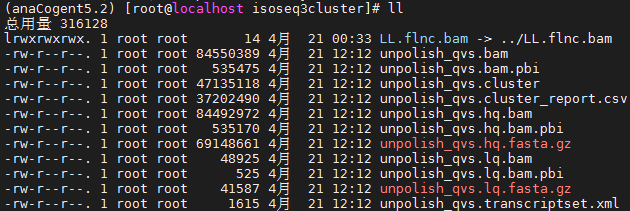 (anaCogent5.2) [root@localhost isoseq3cluster]# ll
总用量 316128
lrwxrwxrwx. 1 root root 14 4月 21 00:33 LL.flnc.bam -> ../LL.flnc.bam
-rw-r--r--. 1 root root 84550389 4月 21 12:12 unpolish_qvs.bam
-rw-r--r--. 1 root root 535475 4月 21 12:12 unpolish_qvs.bam.pbi
-rw-r--r--. 1 root root 47135118 4月 21 12:12 unpolish_qvs.cluster
-rw-r--r--. 1 root root 37202490 4月 21 12:12 unpolish_qvs.cluster_report.csv
-rw-r--r--. 1 root root 84492972 4月 21 12:12 unpolish_qvs.hq.bam
-rw-r--r--. 1 root root 535170 4月 21 12:12 unpolish_qvs.hq.bam.pbi
-rw-r--r--. 1 root root 69148661 4月 21 12:12 unpolish_qvs.hq.fasta.gz
-rw-r--r--. 1 root root 48925 4月 21 12:12 unpolish_qvs.lq.bam
-rw-r--r--. 1 root root 525 4月 21 12:12 unpolish_qvs.lq.bam.pbi
-rw-r--r--. 1 root root 41587 4月 21 12:12 unpolish_qvs.lq.fasta.gz
-rw-r--r--. 1 root root 1615 4月 21 12:12 unpolish_qvs.transcriptset.xml